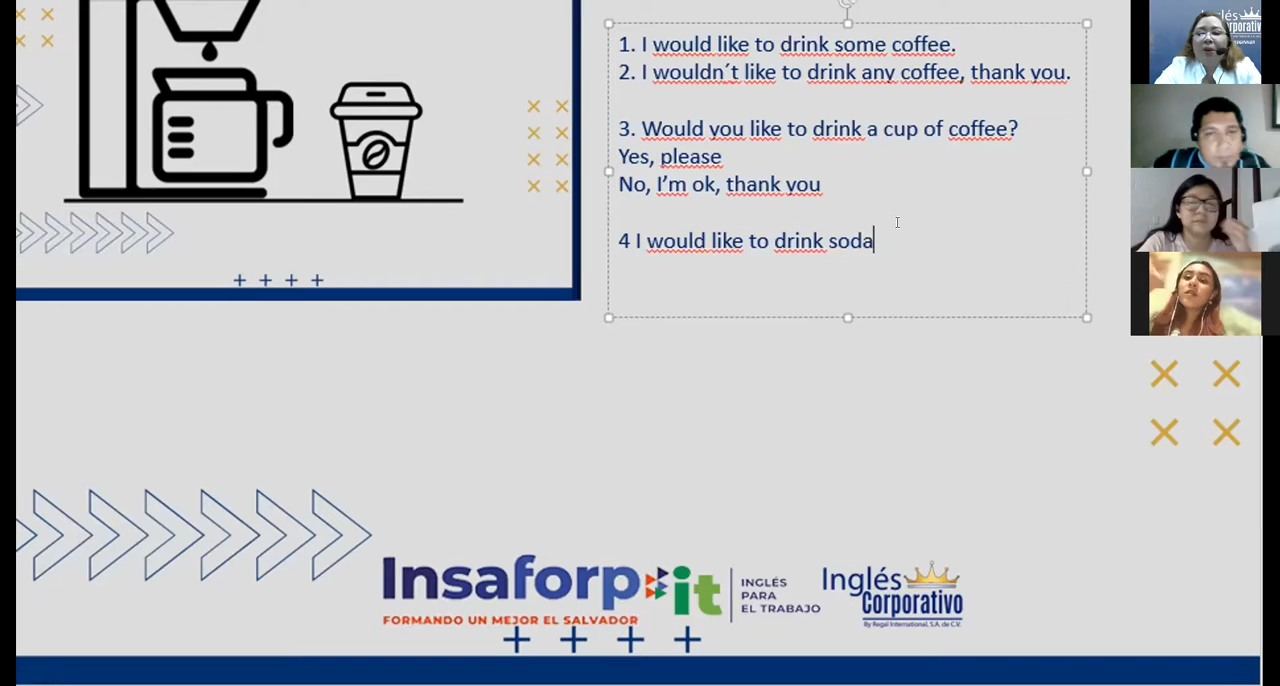 1. I would like to drink some coffee.
2. I wouldn´t like to drink any coffee, thank you.
3. Would you like to drink a cup of coffee?
Yes, please
No, I'm ok, thank you
4 I would like to drink soda
Insaforp it
FORMANDO UN MEJOR EL SALVADOR
INGLÉS
PARA
EL TRABAJO
Inglés
Corporativo
By Regal International, S.A. de C.V.